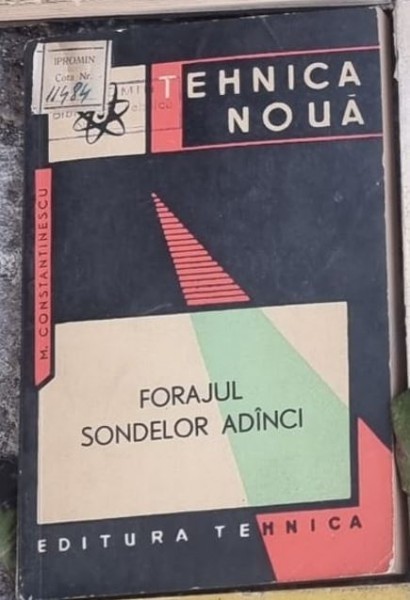 IPROMIN
Cota Nr.
11484
TEHNICA
NOUĂ
M. CONSTANTINESCU
FORAJUL
SONDELOR ADÎNCI
EDITURA TEHNICA